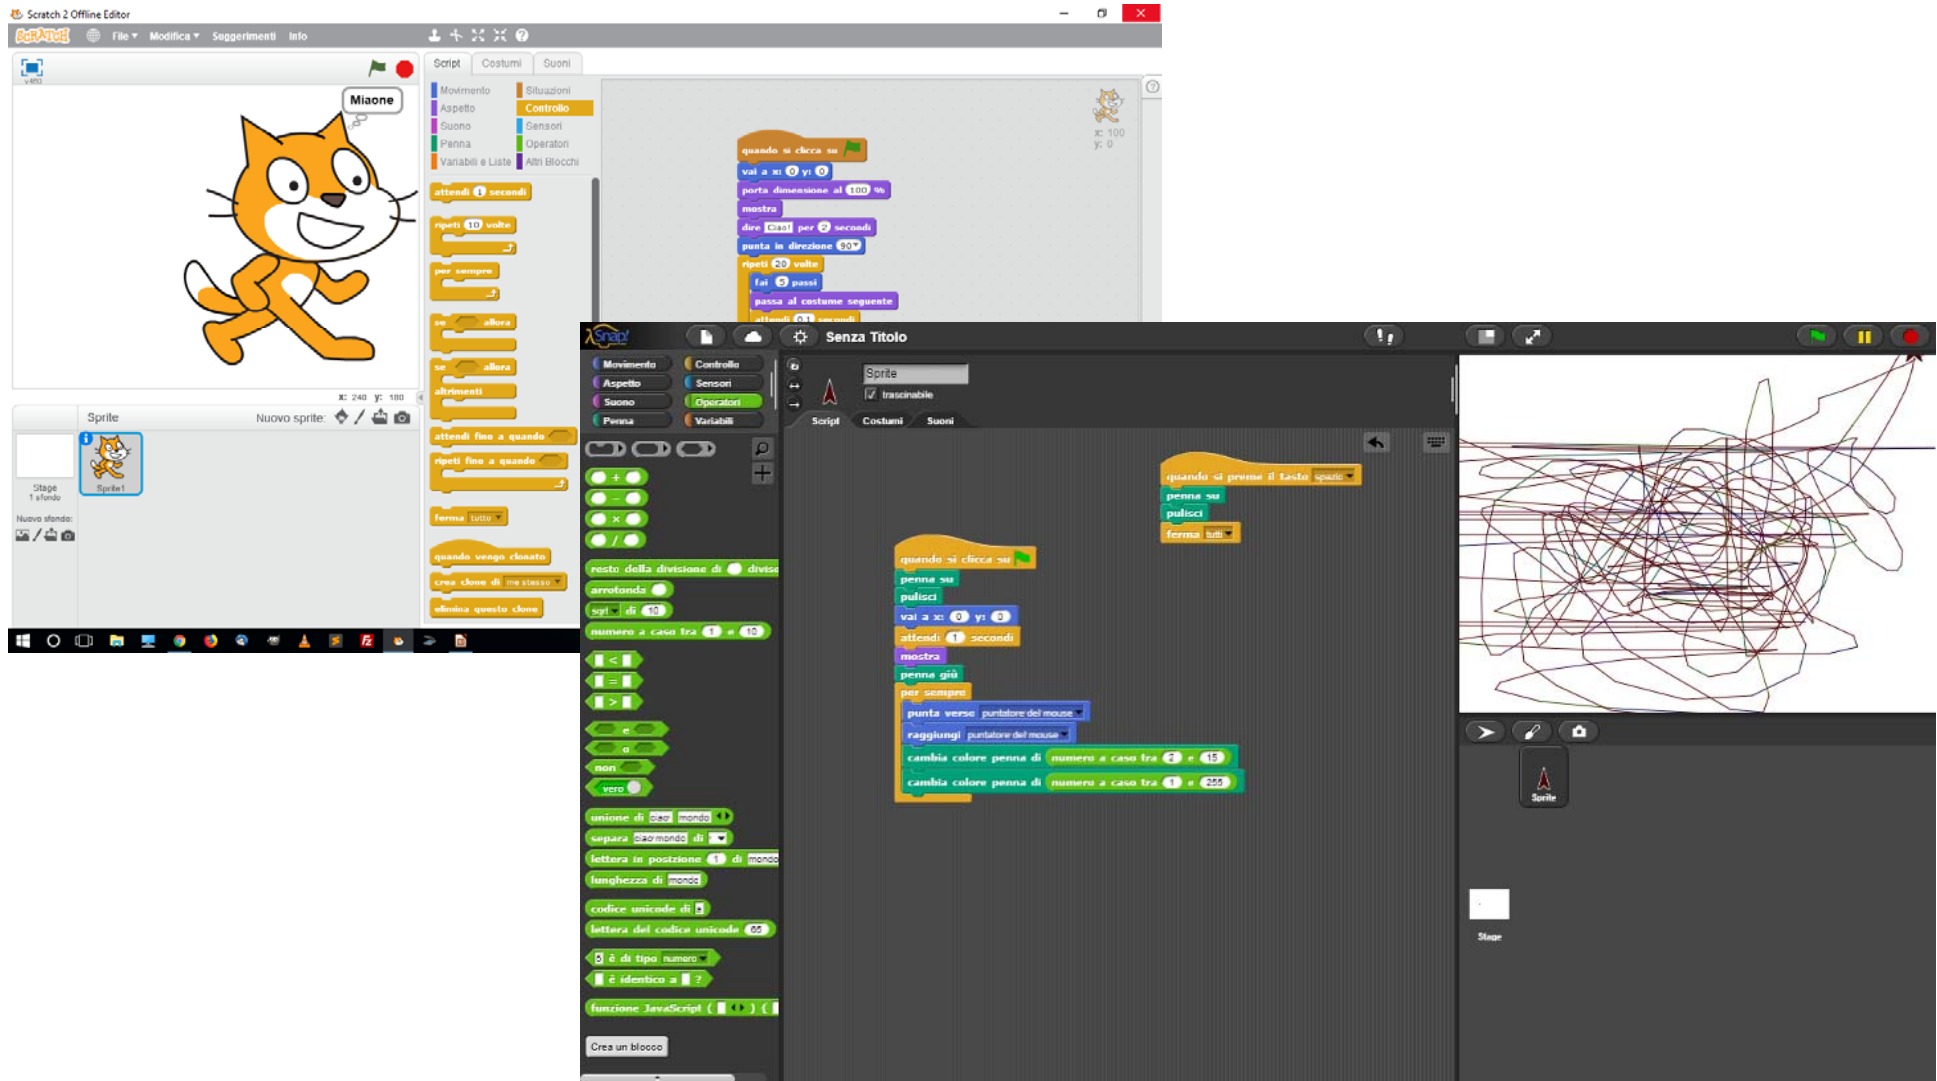 Scratch 2 Offline Editor
SCRATCH File Modifica Suggerimenti Info
v460
Miaone
x: 240 y: 180
Sprite Nuovo sprite:
Stage
1 sfondo
Sprite1
Nuovo sfondo:
Script Costumi Suoni
Movimento Situazioni
Aspetto Controllo
Suono Sensori
Penna Operatori
Variabili e Liste Altri Blocchi
attendi 1 secondi
ripeti 10 volte
per sempre
se allora
se allora
altrimenti
attendi fino a quando
ripeti fino a quando
ferma tutto
quando vengo clonato
crea clone di me stesso
elimina questo clone
quando si clicca su
vai a x: 0 y: 0
porta dimensione al 100 %
mostra
dire Ciao! per 2 secondi
punta in direzione 90
ripeti 20 volte
fai 5 passi
passa al costume seguente
attendi 0.1 secondi
x: 100
y: 0
Snap! Senza Titolo
Movimento Controllo
Aspetto Sensori
Suono Operatori
Penna Variabili
+
-
×
/
resto della divisione di divisc
arrotonda
sqrt di 10
numero a caso tra 1 e 10
<
=
>
e
o
non
vero
unione di ciao! mondo
separa ciao mondo di
lettera in posizione 1 di mondo
lunghezza di mondo
codice unicode di a
lettera del codice unicode 65
5 è di tipo numero
è identico a ?
funzione JavaScript ( ) {
Crea un blocco
Sprite
trascinabile
Script Costumi Suoni
quando si preme il tasto spazio
penna su
pulisci
ferma tutti
quando si clicca su
penna su
pulisci
vai a x: 0 y: 0
attendi 1 secondi
mostra
penna giù
per sempre
punta verso puntatore del mouse
raggiungi puntatore del mouse
cambia colore penna di numero a caso tra 2 e 15
cambia colore penna di numero a caso tra 1 e 255
Sprite
Stage